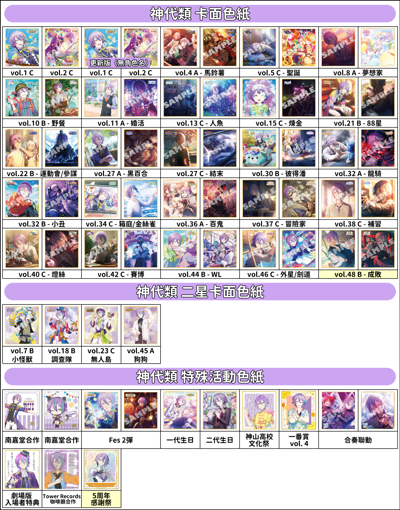 神代類 卡面色紙
更新版（無角色名）
vol.1 C vol.2 C vol.1 C vol.2 C vol.4 A - 馬鈴薯 vol.5 C - 聖誕 vol.8 A - 夢想家
vol.10 B - 野餐 vol.11 A - 婚活 vol.13 C - 人魚 vol.15 C - 煉金 vol.21 B - 88星
vol.22 B - 運動會/參謀 vol.27 A - 黑百合 vol.27 C - 結末 vol.30 B - 彼得潘 vol.32 A - 龍騎
vol.32 B - 小丑 vol.34 C - 箱庭/金絲雀 vol.36 A - 百鬼 vol.37 C - 冒險家 vol.38 C - 補習
vol.40 C - 燈絲 vol.42 C - 賽博 vol.44 B - WL vol.46 C - 外星/劍道 vol.48 B - 成敗
神代類 二星卡面色紙
vol.7 B vol.18 B vol.23 C vol.45 A
小怪獸 調查隊 無人島 狗狗
神代類 特殊活動色紙
南嘉堂合作 南嘉堂合作 Fes 2彈 一代生日 二代生日 神山高校 一番賞 合奏聯動
文化祭 vol. 4
劇場版 Tower Records 5周年
入場者特典 咖啡廳合作 感謝祭